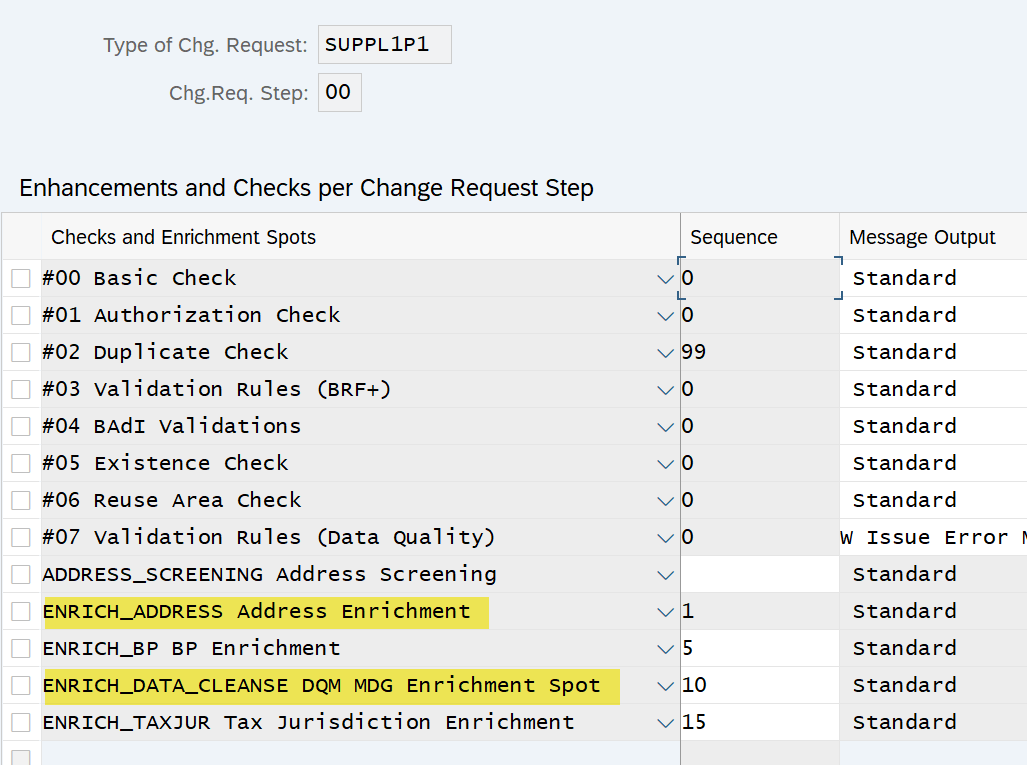 Type of Chg. Request: SUPPL1P1
Chg.Req. Step: 00
Enhancements and Checks per Change Request Step
Checks and Enrichment Spots Sequence Message Output
#00 Basic Check 0 Standard
#01 Authorization Check 0 Standard
#02 Duplicate Check 99 Standard
#03 Validation Rules (BRF+) 0 Standard
#04 BAdI Validations 0 Standard
#05 Existence Check 0 Standard
#06 Reuse Area Check 0 Standard
#07 Validation Rules (Data Quality) 0 W Issue Error
ADDRESS_SCREENING Address Screening Standard
ENRICH_ADDRESS Address Enrichment 1 Standard
ENRICH_BP BP Enrichment 5 Standard
ENRICH_DATA_CLEANSE DQM MDG Enrichment Spot 10 Standard
ENRICH_TAXJUR Tax Jurisdiction Enrichment 15 Standard